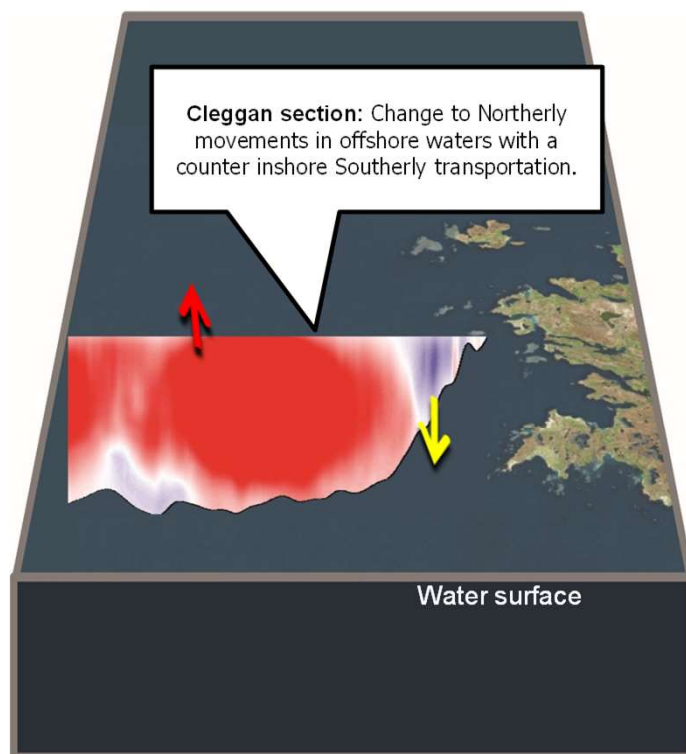 Cleggan section: Change to Northerly
movements in offshore waters with a
counter inshore Southerly transportation.
Water surface